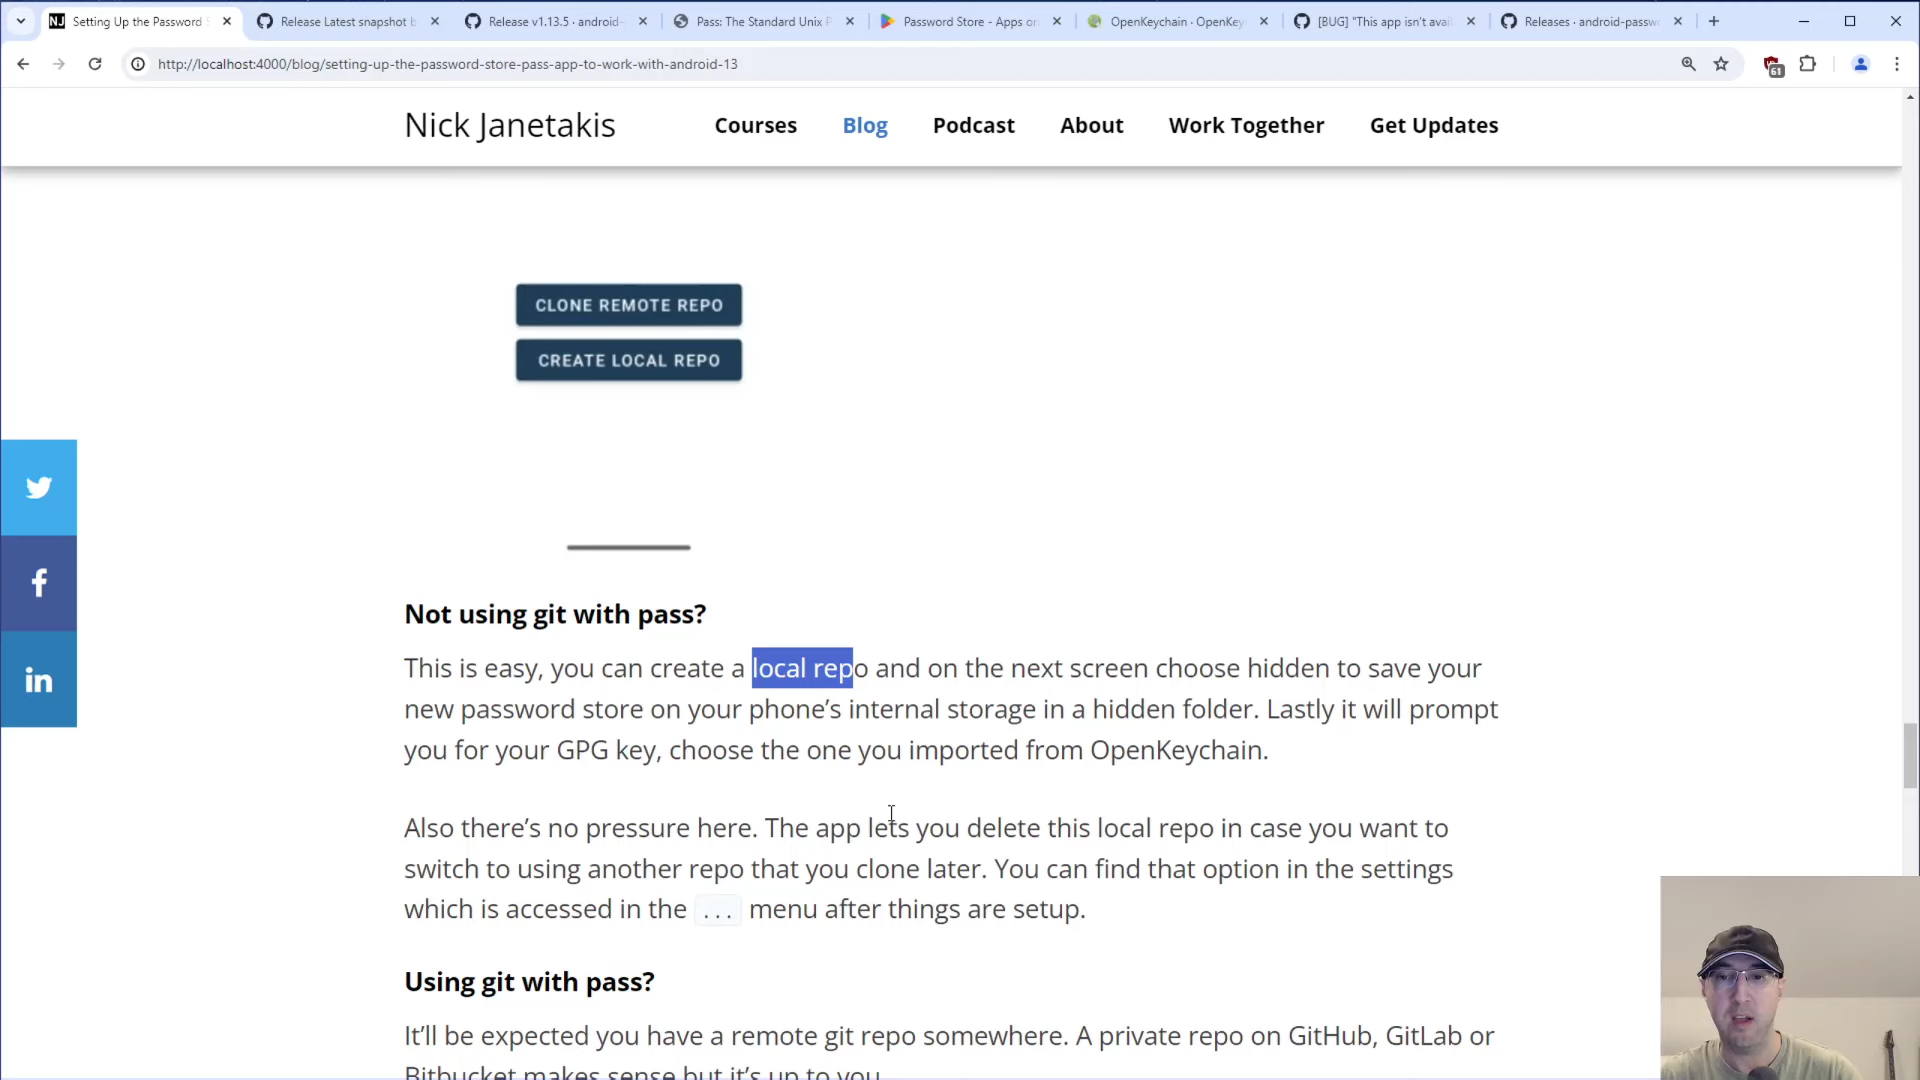 Setting Up the Password S
Release Latest snapshot b
Release v1.13.5 · android-
Pass: The Standard Unix P
Password Store - Apps on
OpenKeychain · OpenKey
[BUG] "This app isn't avai
Releases · android-passw
http://localhost:4000/blog/setting-up-the-password-store-pass-app-to-work-with-android-13
61
Nick Janetakis
Courses
Blog
Podcast
About
Work Together
Get Updates
CLONE REMOTE REPO
CREATE LOCAL REPO
Not using git with pass?
This is easy, you can create a local repo and on the next screen choose hidden to save your
new password store on your phone's internal storage in a hidden folder. Lastly it will prompt
you for your GPG key, choose the one you imported from OpenKeychain.
Also there's no pressure here. The app lets you delete this local repo in case you want to
switch to using another repo that you clone later. You can find that option in the settings
which is accessed in the ... menu after things are setup.
Using git with pass?
It'll be expected you have a remote git repo somewhere. A private repo on GitHub, GitLab or
Bitbucket makes sense but it's up to you.